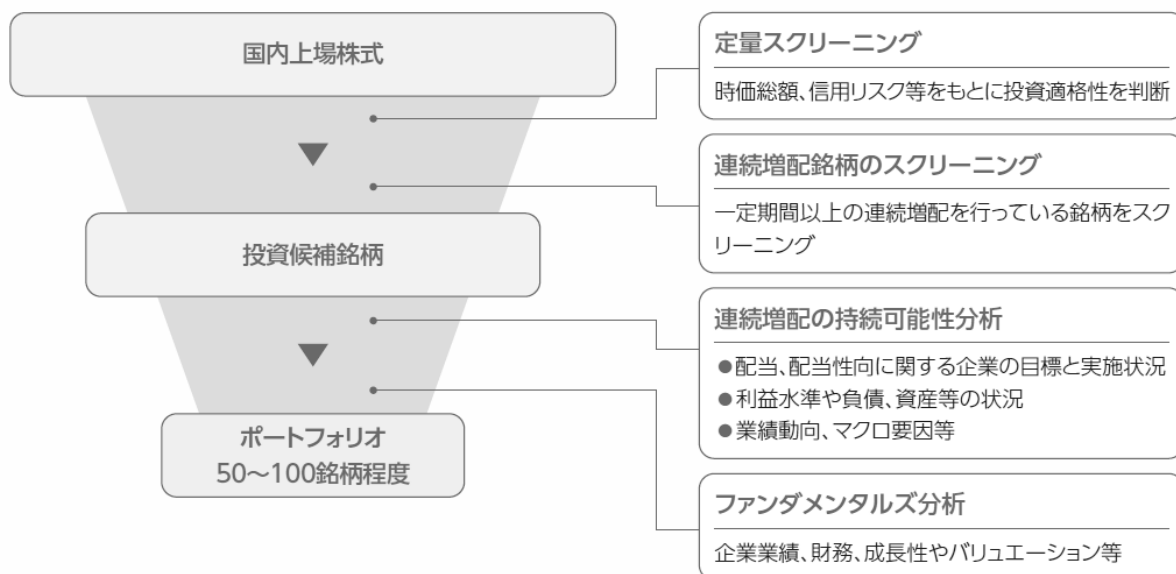 国内上場株式
定量スクリーニング
時価総額、信用リスク等をもとに投資適格性を判断
連続増配銘柄のスクリーニング
一定期間以上の連続増配を行っている銘柄をスク
リーニング
投資候補銘柄
連続増配の持続可能性分析
●配当、配当性向に関する企業の目標と実施状況
●利益水準や負債、資産等の状況
●業績動向、マクロ要因等
ポートフォリオ
50〜100銘柄程度
ファンダメンタルズ分析
企業業績、財務、成長性やバリュエーション等